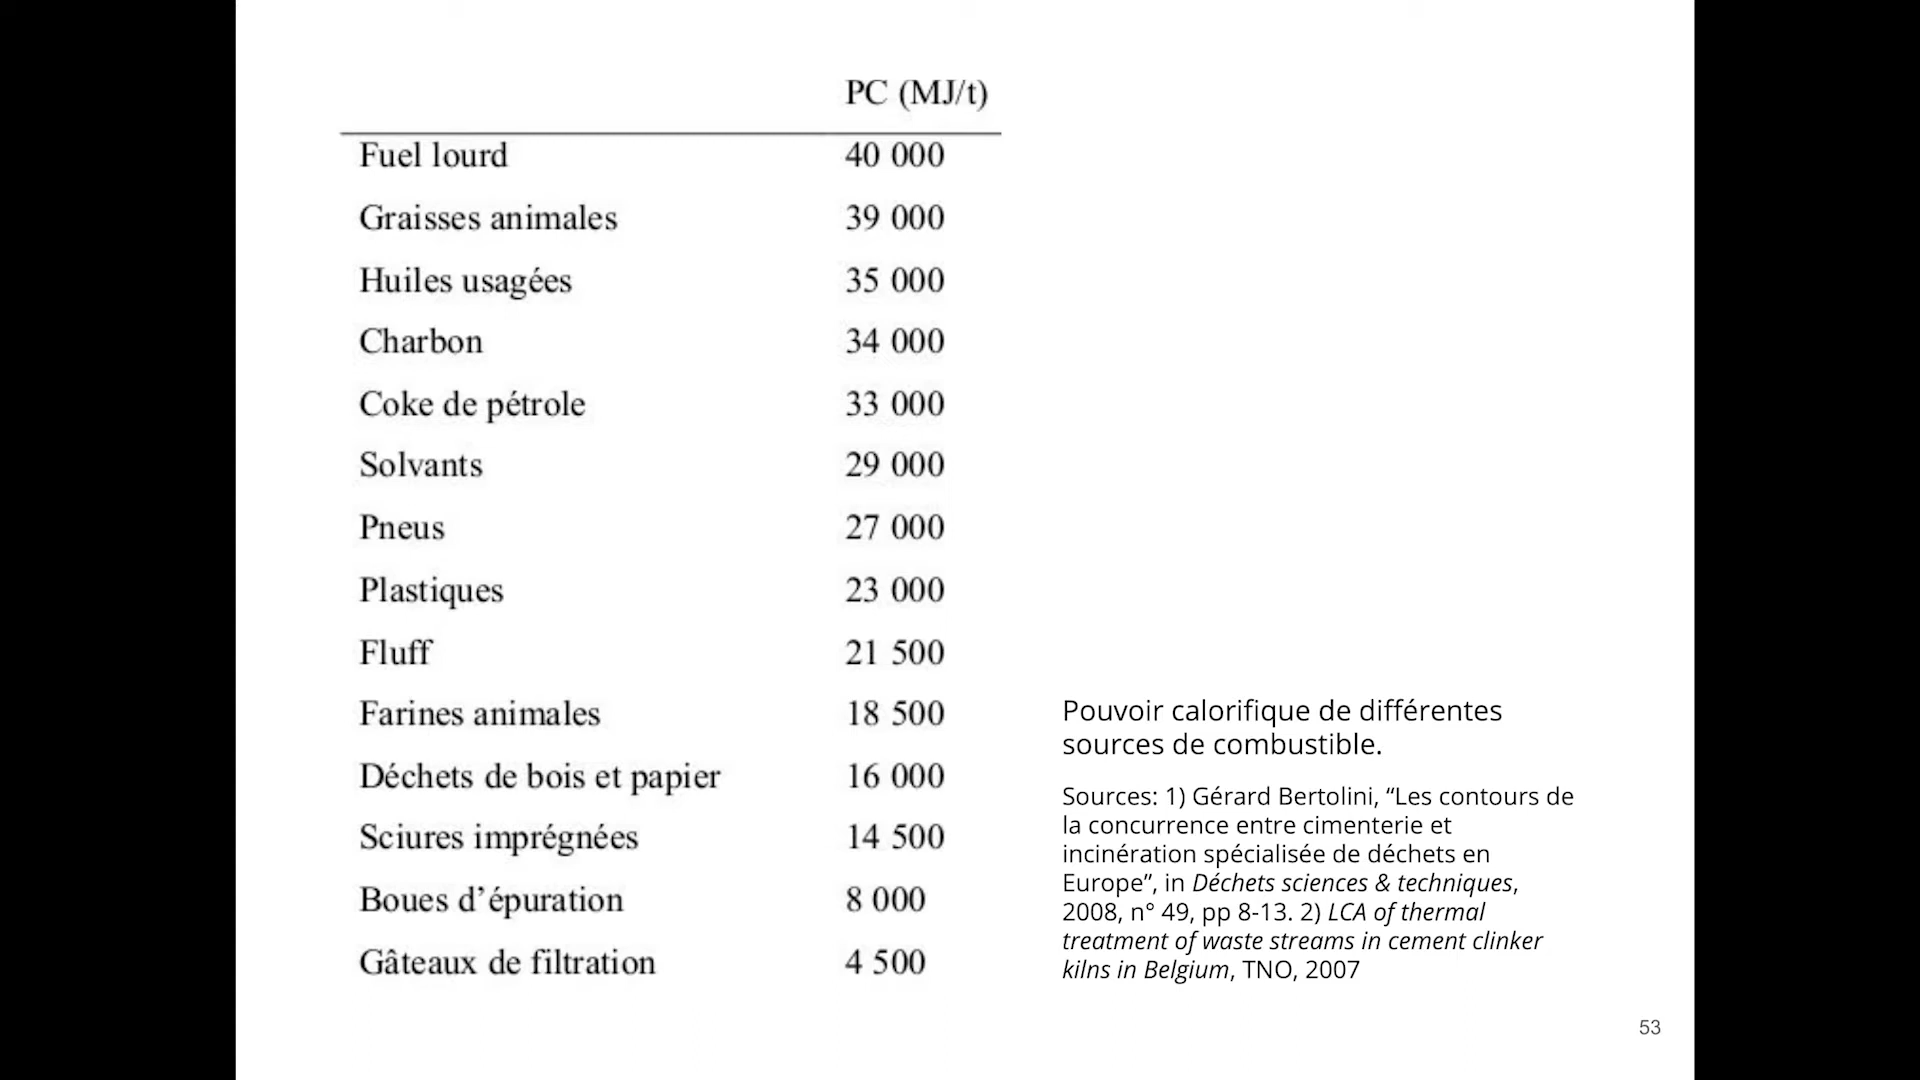 PC (MJ/t)
Fuel lourd 40 000
Graisses animales 39 000
Huiles usagées 35 000
Charbon 34 000
Coke de pétrole 33 000
Solvants 29 000
Pneus 27 000
Plastiques 23 000
Fluff 21 500
Farines animales 18 500
Déchets de bois et papier 16 000
Sciures imprégnées 14 500
Boues d’épuration 8 000
Gâteaux de filtration 4 500
Pouvoir calorifique de différentes
sources de combustible.
Sources: 1) Gérard Bertolini, “Les contours de
la concurrence entre cimenterie et
incinération spécialisée de déchets en
Europe”, in Déchets sciences & techniques,
2008, n° 49, pp 8-13. 2) LCA of thermal
treatment of waste streams in cement clinker
kilns in Belgium, TNO, 2007
53